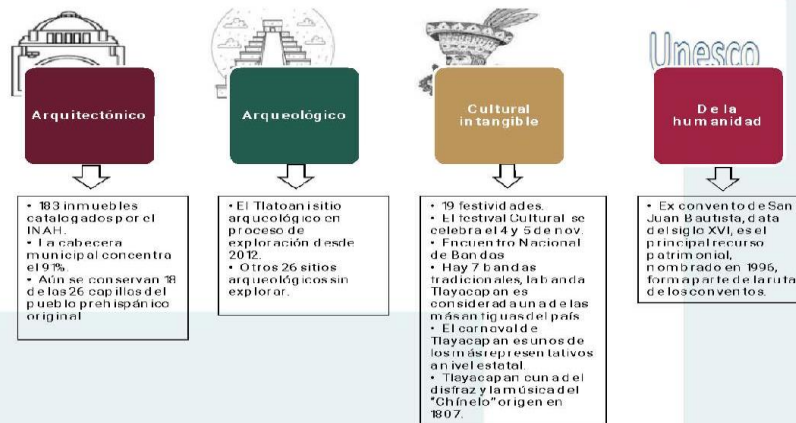 Unesco
Arquitectónico
Arqueológico
Cultural
intangible
De la
humanidad
• 183 inmuebles
catalogados por el
INAH.
• La cabecera
municipal concentra
el 91%.
• Aún se conservan 18
de las 26 capillas del
pueblo prehispánico
original
• El Tlatoani sitio
arqueológico en
proceso de
exploración desde
2012.
• Otros 26 sitios
arqueológicos sin
explorar.
• 19 festividades.
• El festival Cultural se
celebra el 4 y 5 de nov.
• Encuentro Nacional
de Bandas
• Hay 7 bandas
tradicionales, la banda
Tlayacapan es
considerada una de las
más antiguas del país
• El carnaval de
Tlayacapan es unos de
los más representativos
a nivel estatal.
• Tlayacapan cuna del
disfraz y la música del
"Chínelo" origen en
1807.
• Ex convento de San
Juan Bautista, data
del siglo XVI, es el
principal recurso
patrimonial,
nombrado en 1996,
forma parte de la ruta
de los conventos.